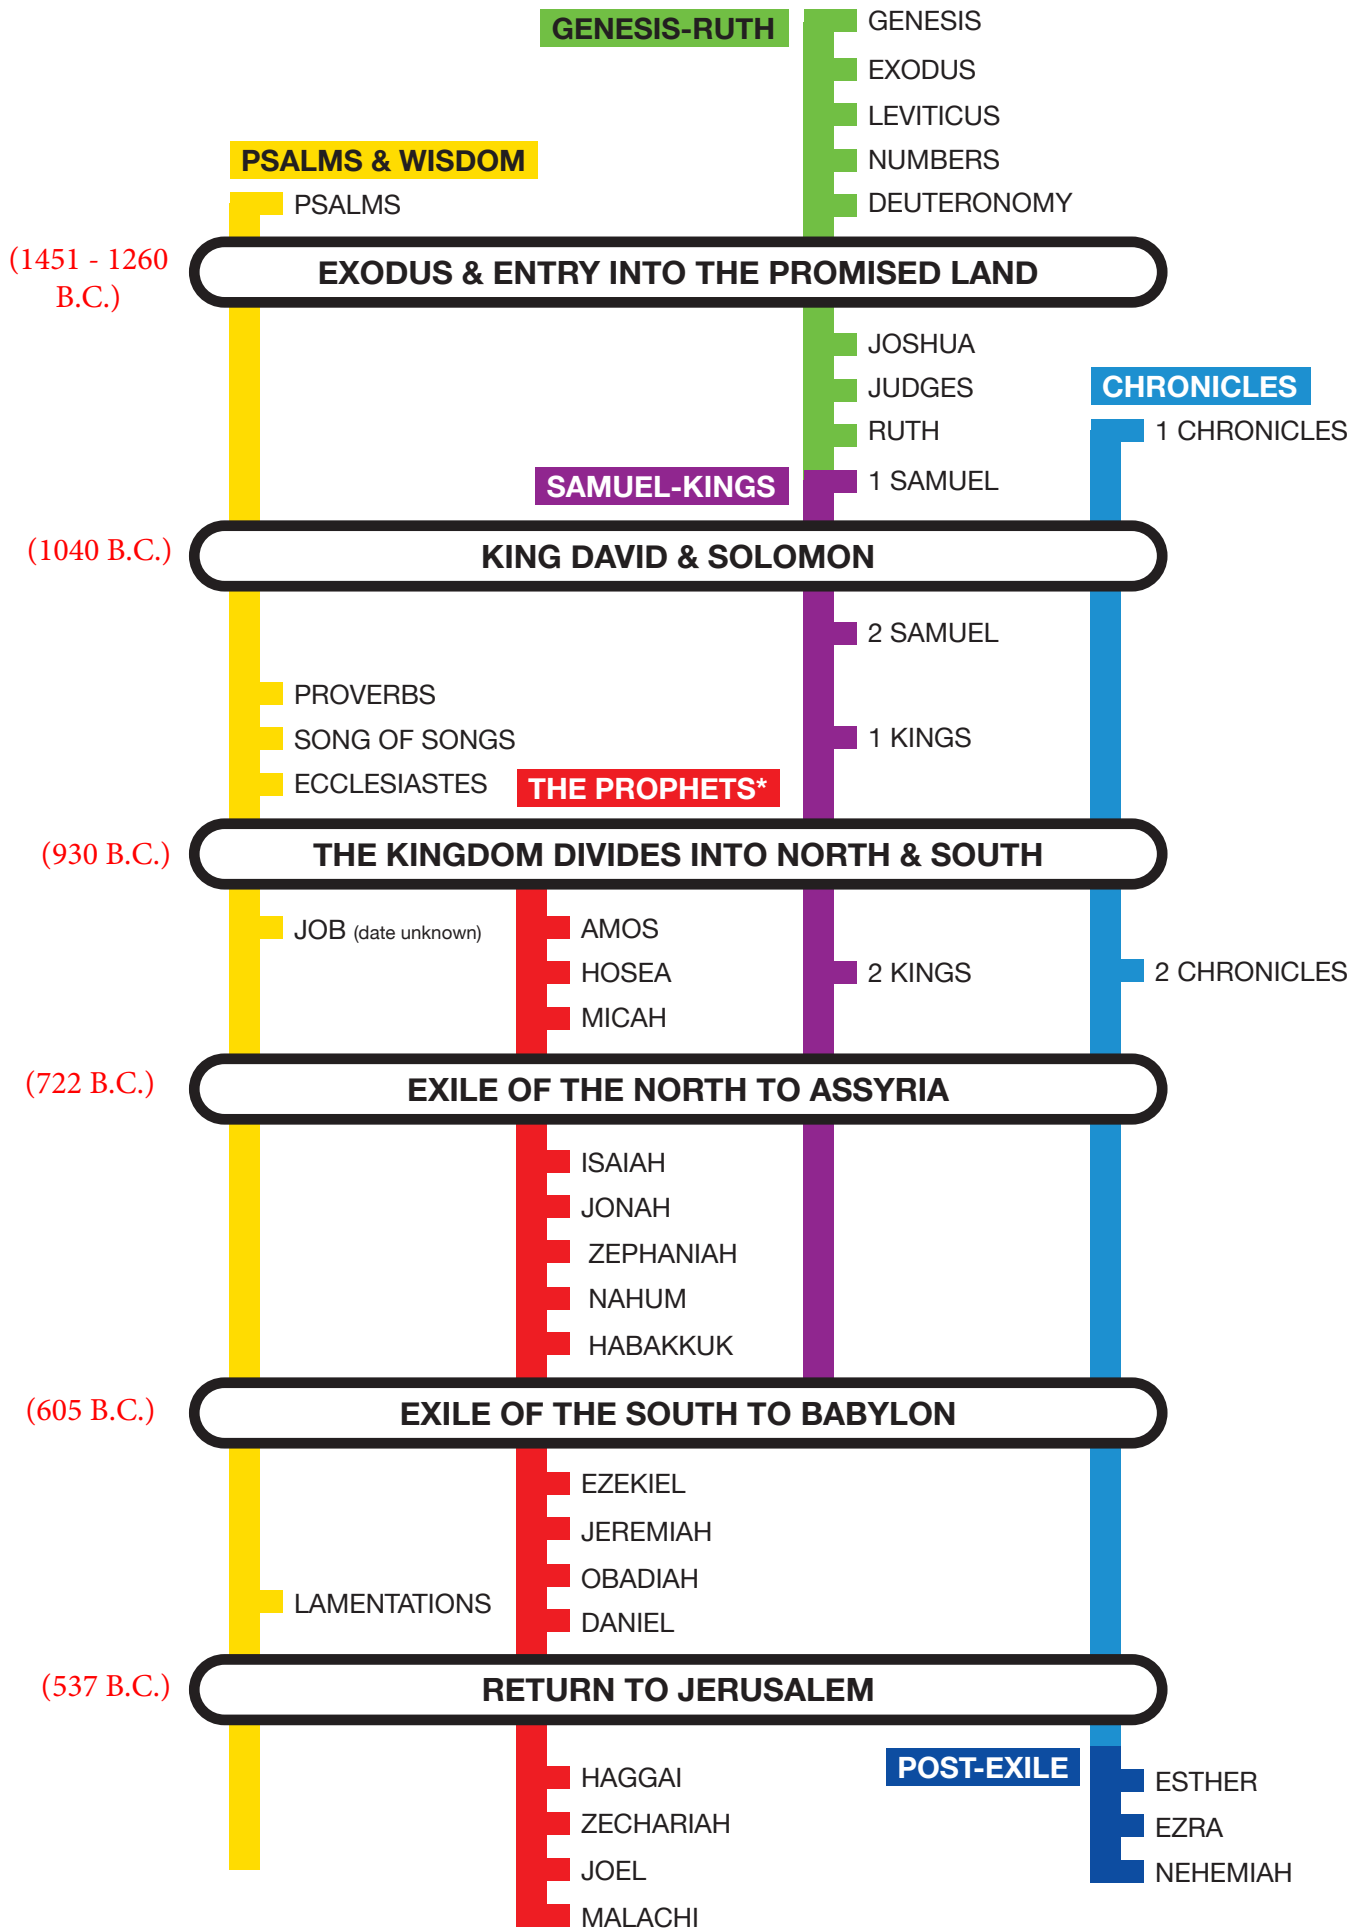 GENESIS-RUTH
GENESIS
EXODUS
LEVITICUS
NUMBERS
DEUTERONOMY
PSALMS & WISDOM
PSALMS
(1451 - 1260
B.C.)
EXODUS & ENTRY INTO THE PROMISED LAND
JOSHUA
JUDGES
RUTH
CHRONICLES
1 CHRONICLES
SAMUEL-KINGS
1 SAMUEL
(1040 B.C.)
KING DAVID & SOLOMON
2 SAMUEL
PROVERBS
SONG OF SONGS
ECCLESIASTES
1 KINGS
THE PROPHETS*
(930 B.C.)
THE KINGDOM DIVIDES INTO NORTH & SOUTH
JOB (date unknown)
AMOS
HOSEA
MICAH
2 KINGS
2 CHRONICLES
(722 B.C.)
EXILE OF THE NORTH TO ASSYRIA
ISAIAH
JONAH
ZEPHANIAH
NAHUM
HABAKKUK
(605 B.C.)
EXILE OF THE SOUTH TO BABYLON
EZEKIEL
JEREMIAH
OBADIAH
DANIEL
LAMENTATIONS
(537 B.C.)
RETURN TO JERUSALEM
HAGGAI
ZECHARIAH
JOEL
MALACHI
POST-EXILE
ESTHER
EZRA
NEHEMIAH